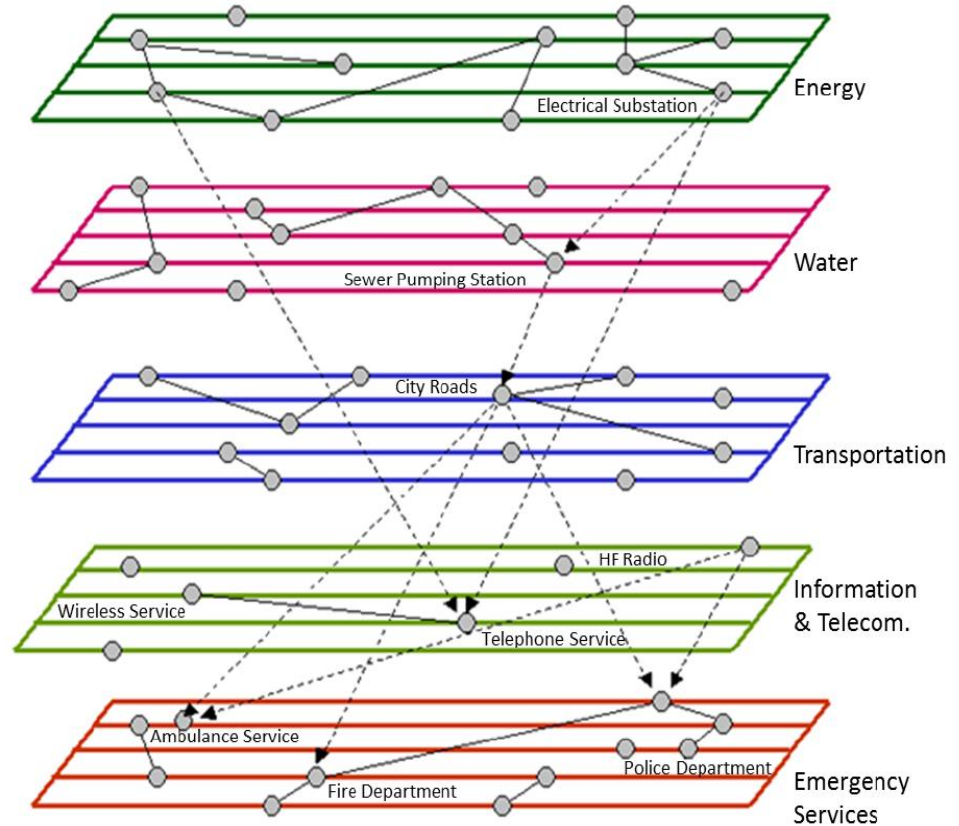 Electrical Substation
Energy
Sewer Pumping Station
Water
City Roads
Transportation
HF Radio
Wireless Service
Information
& Telecom.
Telephone Service
Ambulance Service
Police Department
Fire Department
Emergency
Services